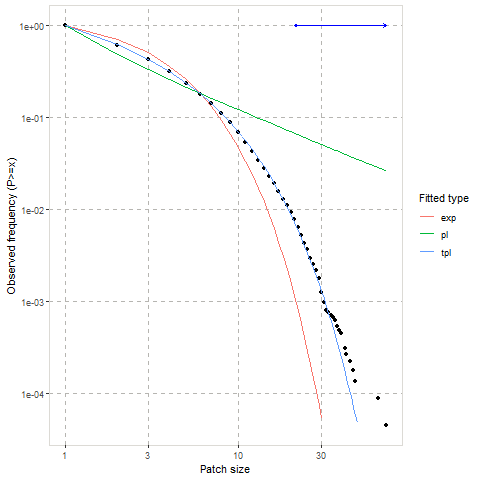 1e+00
1e-01
1e-02
1e-03
1e-04
Observed frequency (P>=x)
1
3
10
30
Patch size
Fitted type
exp
pl
tpl